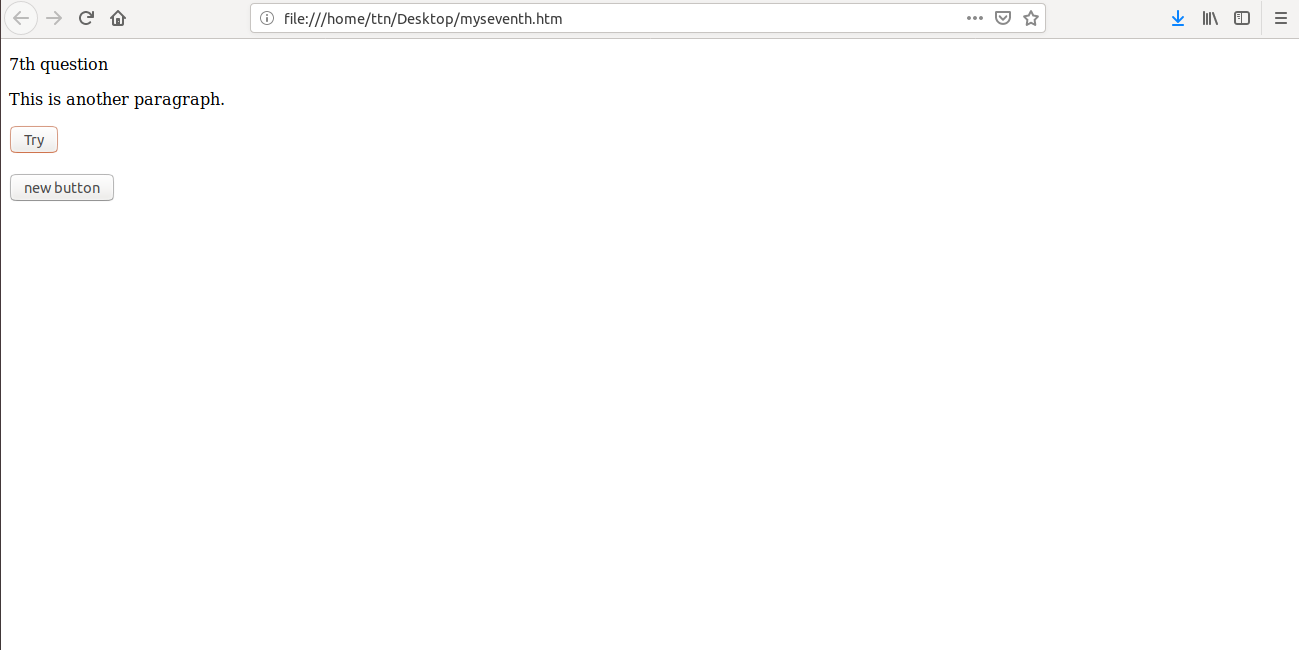 file:///home/ttn/Desktop/myseventh.htm
7th question
This is another paragraph.
Try
new button